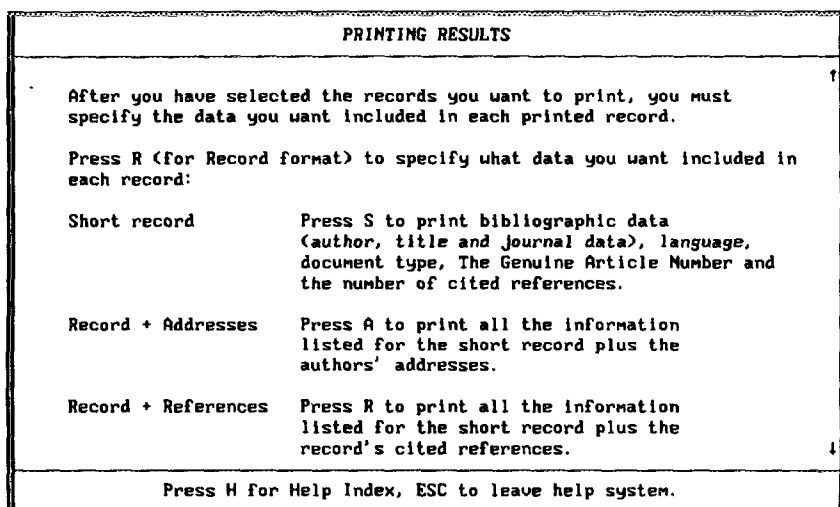 PRINTING RESULTS
↑
After you have selected the records you want to print, you must
specify the data you want included in each printed record.
Press R (for Record format) to specify what data you want included in
each record:
Short record Press S to print bibliographic data
(author, title and journal data), language,
document type, The Genuine Article Number and
the number of cited references.
Record + Addresses Press A to print all the information
listed for the short record plus the
authors' addresses.
Record + References Press R to print all the information
listed for the short record plus the
record's cited references.
↓
Press H for Help Index, ESC to leave help system.